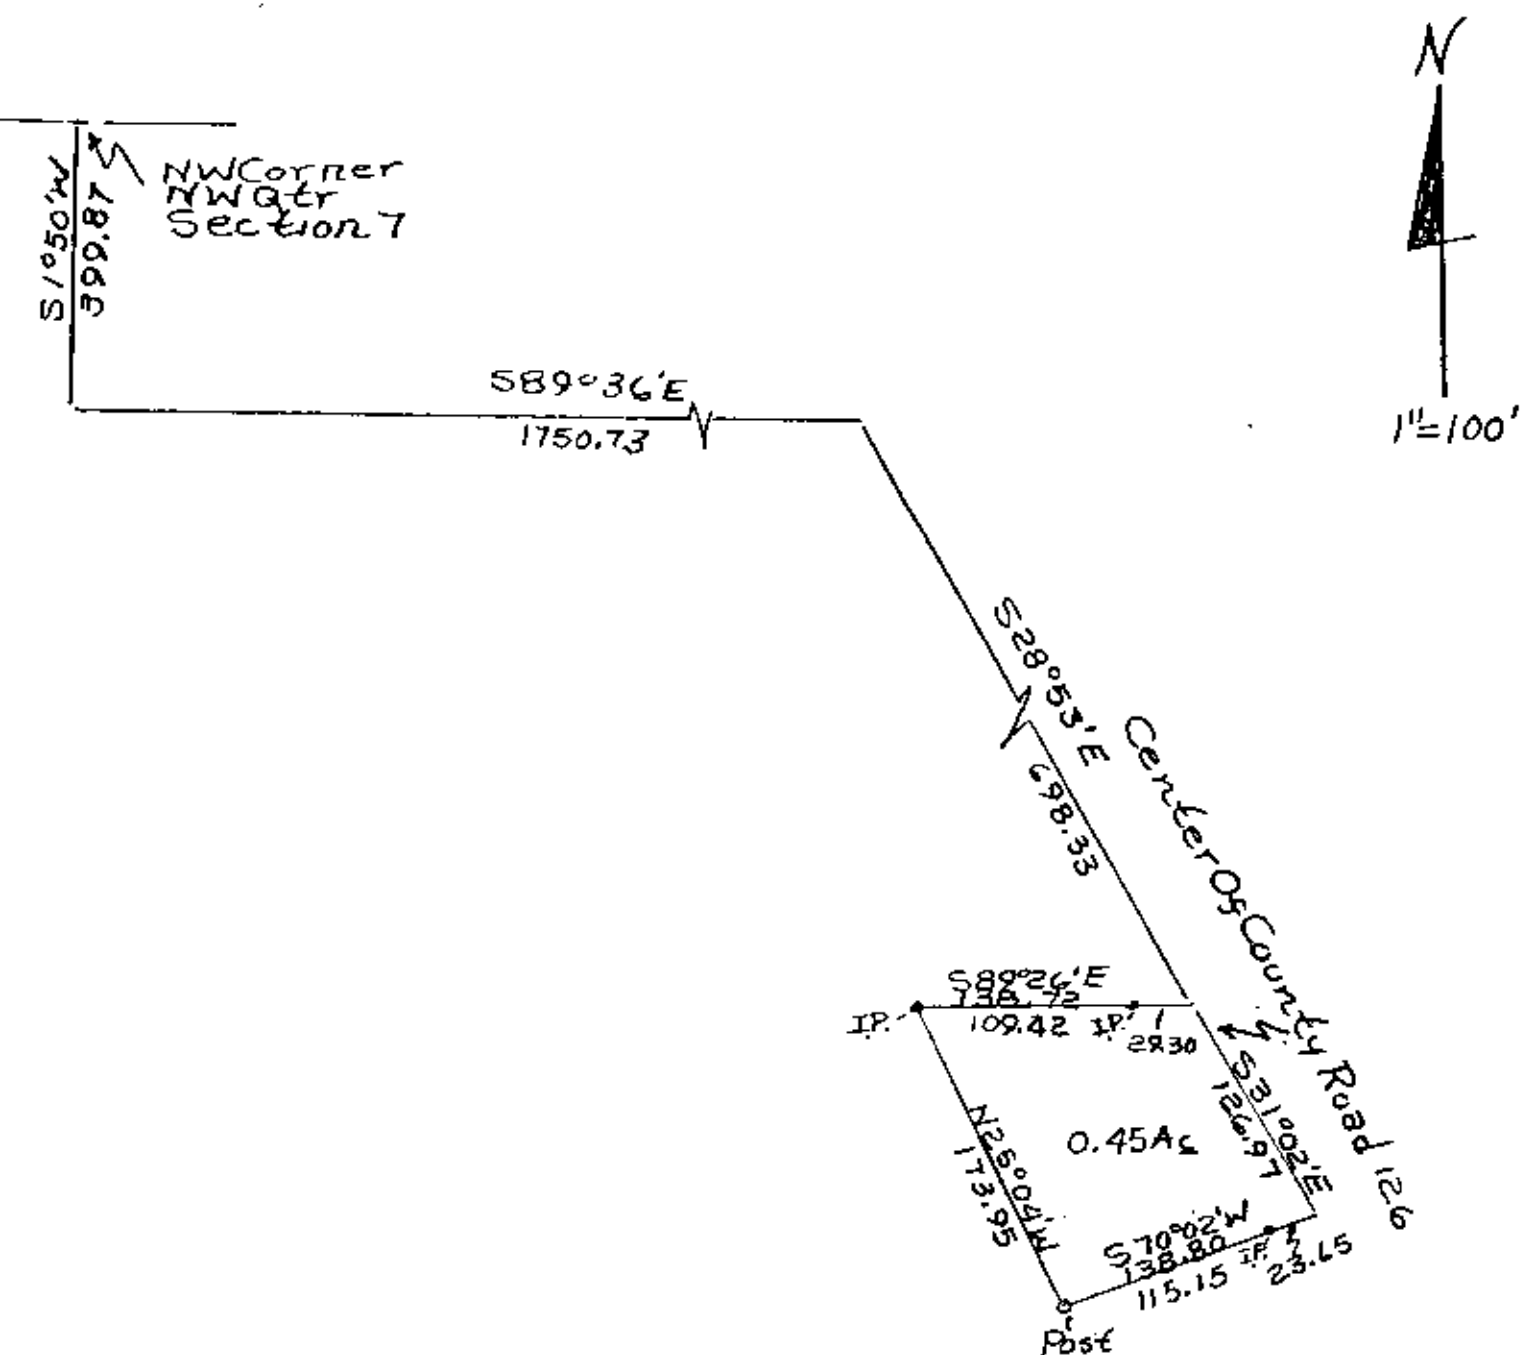 N
1"=100'
S1°50'W
399.87
NWCorner
NWQtr
Section 7
S89°36'E
1750.73
S28°53'E
698.33
Center Of County Road 126
S89°26'E
138.72
I.P.
109.42
I.P.
29.30
S31°02'E
126.97
0.45Ac
N25°04'W
173.95
S70°02'W
138.80
115.15
I.P.
23.65
Post